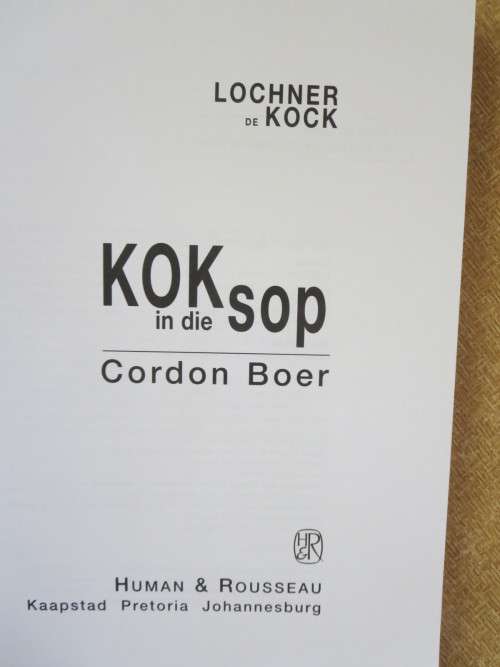 LOCHNER
DE KOCK
KOK in die sop
Cordon Boer
H&R
HUMAN & ROUSSEAU
Kaapstad Pretoria Johannesburg